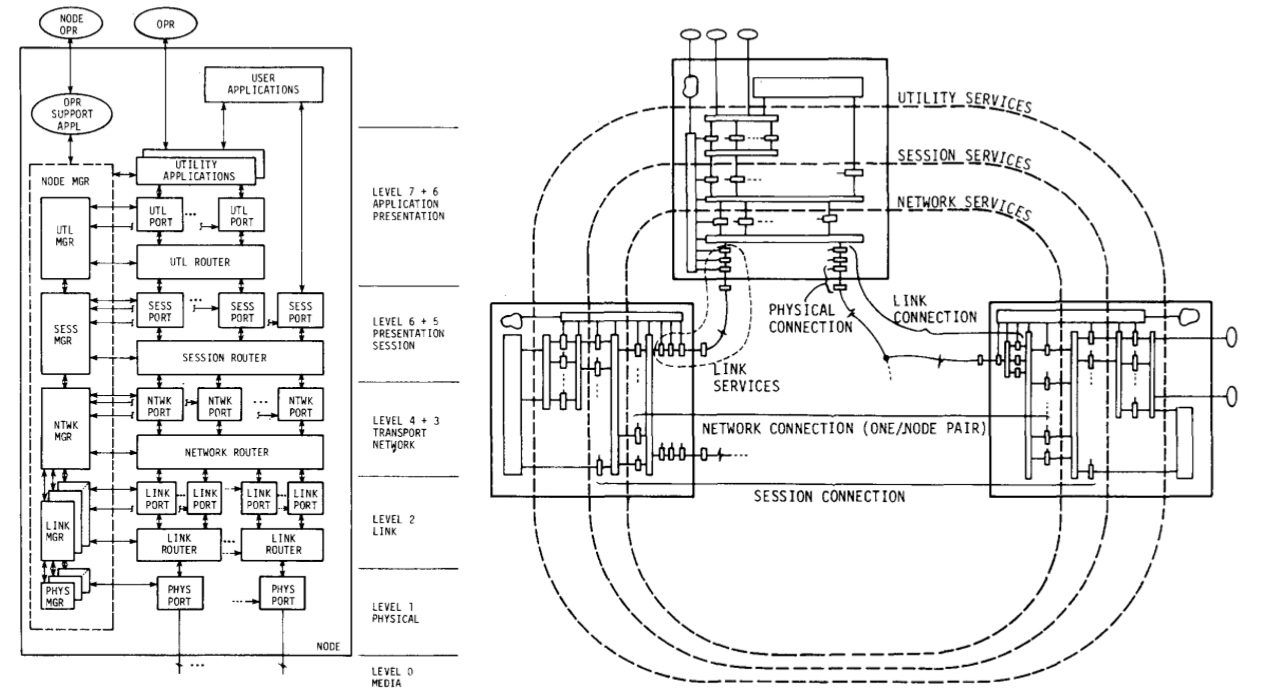 NODE
OPR
OPR
USER
APPLICATIONS
OPR
SUPPORT
APPL
UTILITY
APPLICATIONS
NODE MGR
UTL
MGR
UTL
PORT
UTL
PORT
UTL ROUTER
SESS
MGR
SESS
PORT
SESS
PORT
SESS
PORT
SESSION ROUTER
NTWK
MGR
NTWK
PORT
NTWK
PORT
NTWK
PORT
NETWORK ROUTER
LINK
MGR
LINK
PORT
LINK
PORT
LINK
PORT
LINK
PORT
LINK
ROUTER
LINK
ROUTER
PHYS
MGR
PHYS
PORT
PHYS
PORT
NODE
LEVEL 7 + 6
APPLICATION
PRESENTATION
LEVEL 6 + 5
PRESENTATION
SESSION
LEVEL 4 + 3
TRANSPORT
NETWORK
LEVEL 2
LINK
LEVEL 1
PHYSICAL
LEVEL 0
MEDIA
UTILITY SERVICES
SESSION SERVICES
NETWORK SERVICES
PHYSICAL
CONNECTION
LINK
CONNECTION
LINK
SERVICES
NETWORK CONNECTION (ONE/NODE PAIR)
SESSION CONNECTION